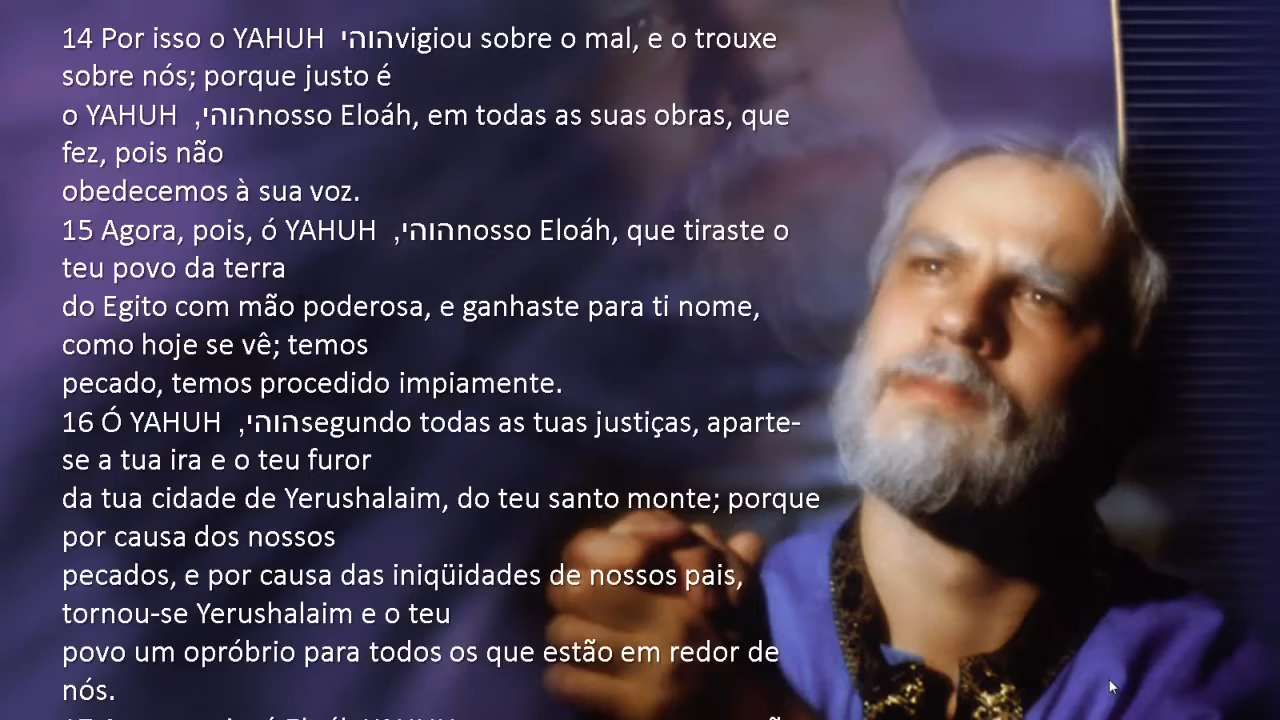 14 Por isso o YAHUH יהוה vigiou sobre o mal, e o trouxe
sobre nós; porque justo é
o YAHUH יהוה, nosso Eloáh, em todas as suas obras, que
fez, pois não
obedecemos à sua voz.
15 Agora, pois, ó YAHUH יהוה, nosso Eloáh, que tiraste o
teu povo da terra
do Egito com mão poderosa, e ganhaste para ti nome,
como hoje se vê; temos
pecado, temos procedido impiamente.
16 Ó YAHUH יהוה, segundo todas as tuas justiças, aparte-
se a tua ira e o teu furor
da tua cidade de Yerushalaim, do teu santo monte; porque
por causa dos nossos
pecados, e por causa das iniqüidades de nossos pais,
tornou-se Yerushalaim e o teu
povo um opróbrio para todos os que estão em redor de
nós.